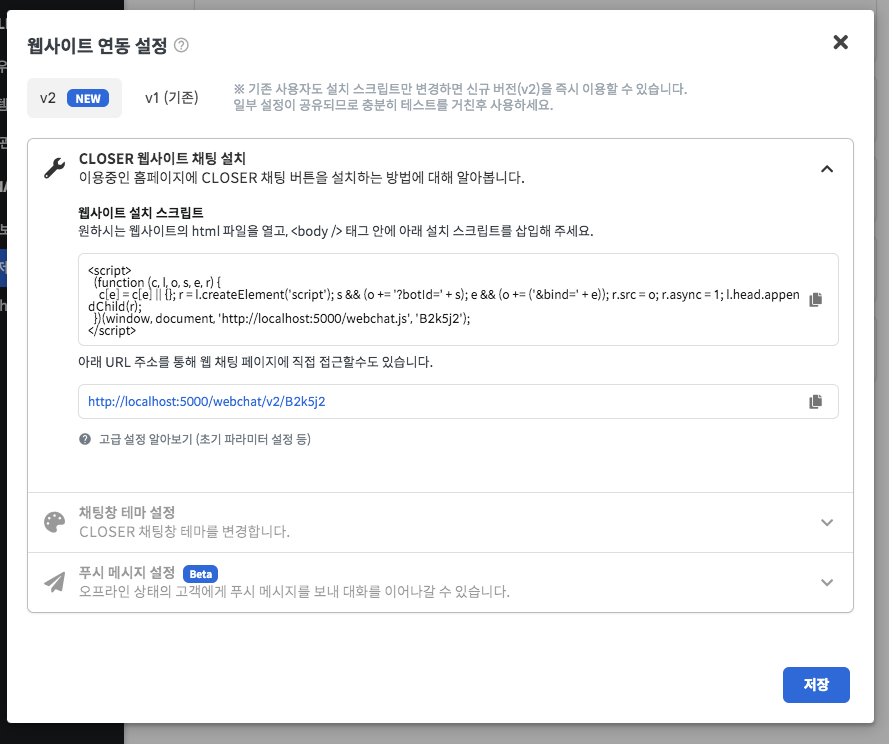 웹사이트 연동 설정
v2 NEW v1 (기존)
※ 기존 사용자도 설치 스크립트만 변경하면 신규 버전(v2)을 즉시 이용할 수 있습니다.
일부 설정이 공유되므로 충분히 테스트를 거친후 사용하세요.
CLOSER 웹사이트 채팅 설치
이용중인 홈페이지에 CLOSER 채팅 버튼을 설치하는 방법에 대해 알아봅니다.
웹사이트 설치 스크립트
원하시는 웹사이트의 html 파일을 열고, <body /> 태그 안에 아래 설치 스크립트를 삽입해 주세요.
<script>
(function (c, l, o, s, e, r) {
c[e] = c[e] || {}; r = l.createElement('script'); s && (o += '?botId=' + s); e && (o += ('&bind=' + e)); r.src = o; r.async = 1; l.head.appen
dChild(r);
})(window, document, 'http://localhost:5000/webchat.js', 'B2k5j2');
</script>
아래 URL 주소를 통해 웹 채팅 페이지에 직접 접근할수도 있습니다.
http://localhost:5000/webchat/v2/B2k5j2
고급 설정 알아보기 (초기 파라미터 설정 등)
채팅창 테마 설정
CLOSER 채팅창 테마를 변경합니다.
푸시 메시지 설정 Beta
오프라인 상태의 고객에게 푸시 메시지를 보내 대화를 이어나갈 수 있습니다.
저장